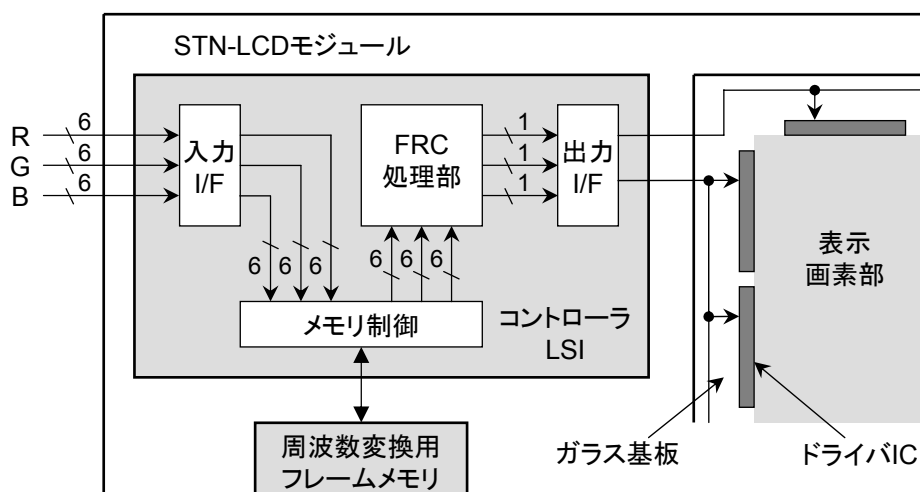 STN-LCDモジュール
R
6
G
6
B
6
入力
I/F
FRC
処理部
1
1
1
出力
I/F
6
6
6
6
6
6
メモリ制御
コントローラ
LSI
周波数変換用
フレームメモリ
表示
画素部
ガラス基板
ドライバIC